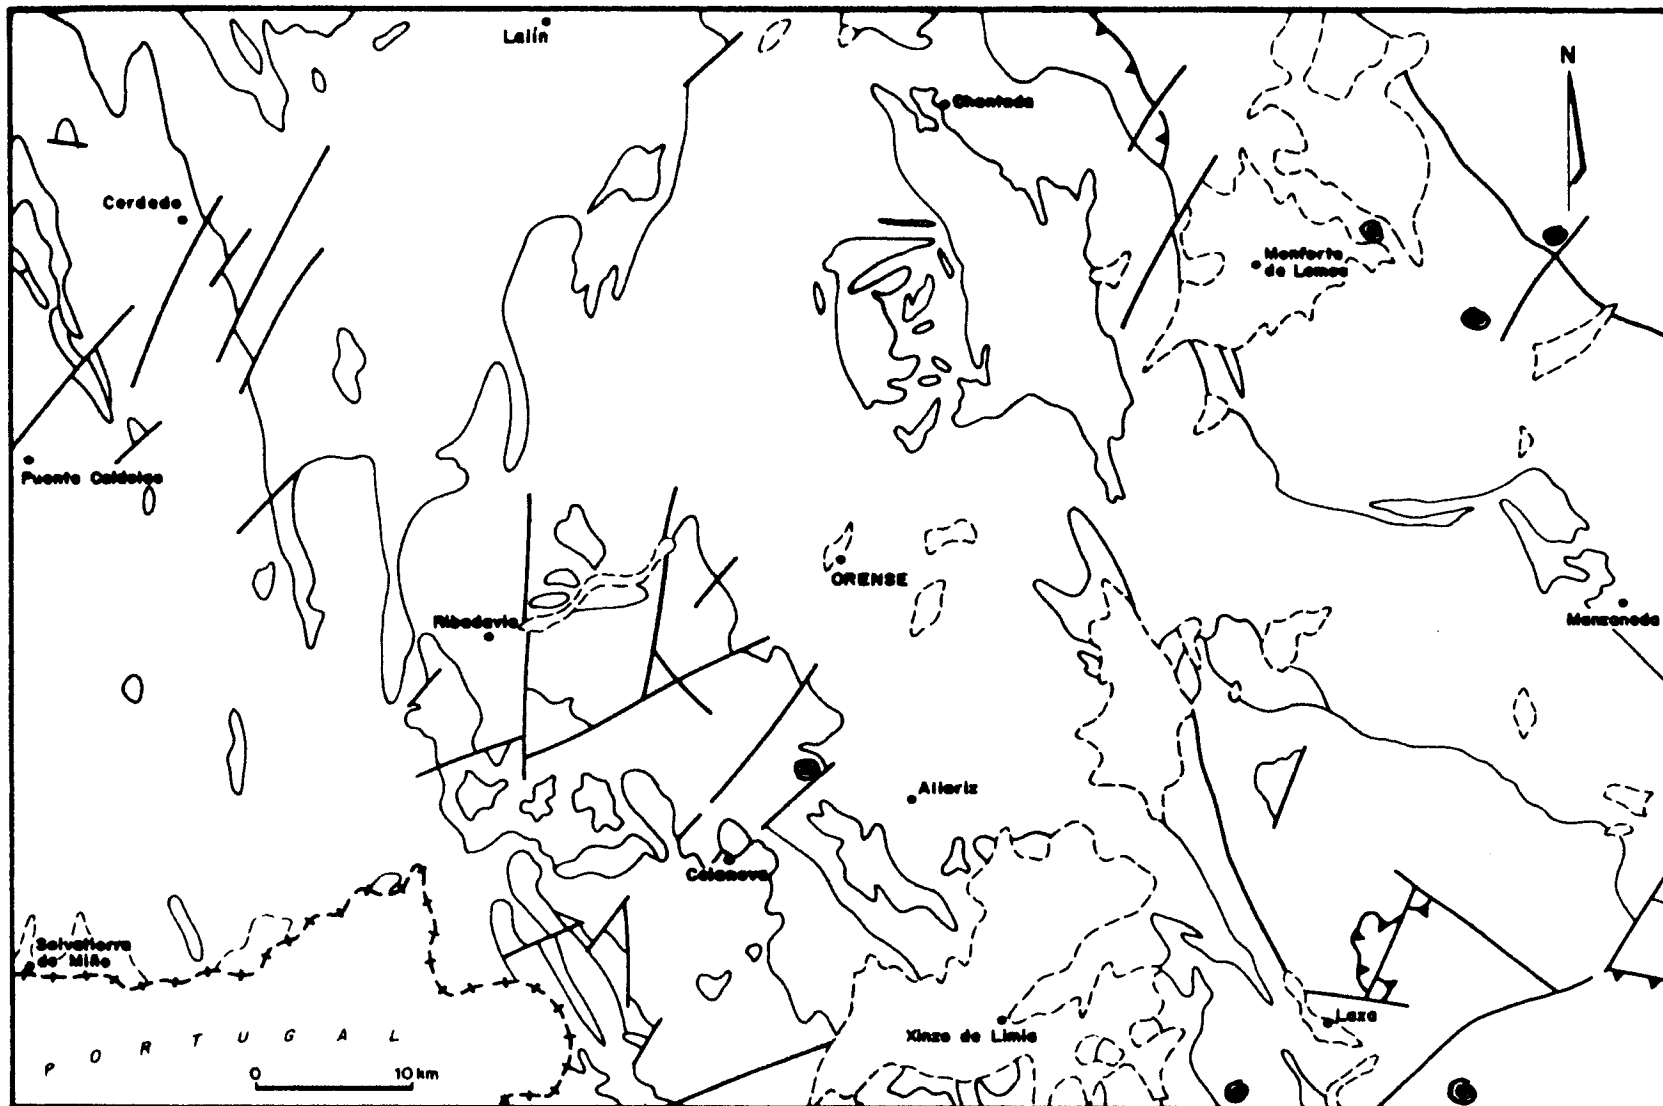 Lalín
Chantada
N
Cerdedo
Monforte
de Lemos
Puente Caldelas
ORENSE
Ribadavia
Manzaneda
Allariz
Celanova
Salvatierra
de Miño
Laza
Xinzo de Limia
PORTUGAL
0 10 km